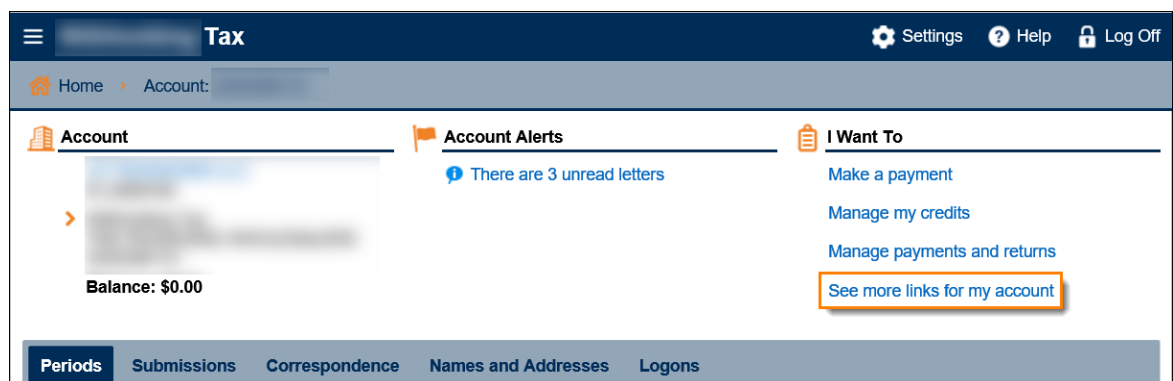 Tax
Settings Help Log Off
Home Account:
Account
Balance: $0.00
Account Alerts
There are 3 unread letters
I Want To
Make a payment
Manage my credits
Manage payments and returns
See more links for my account
Periods Submissions Correspondence Names and Addresses Logons